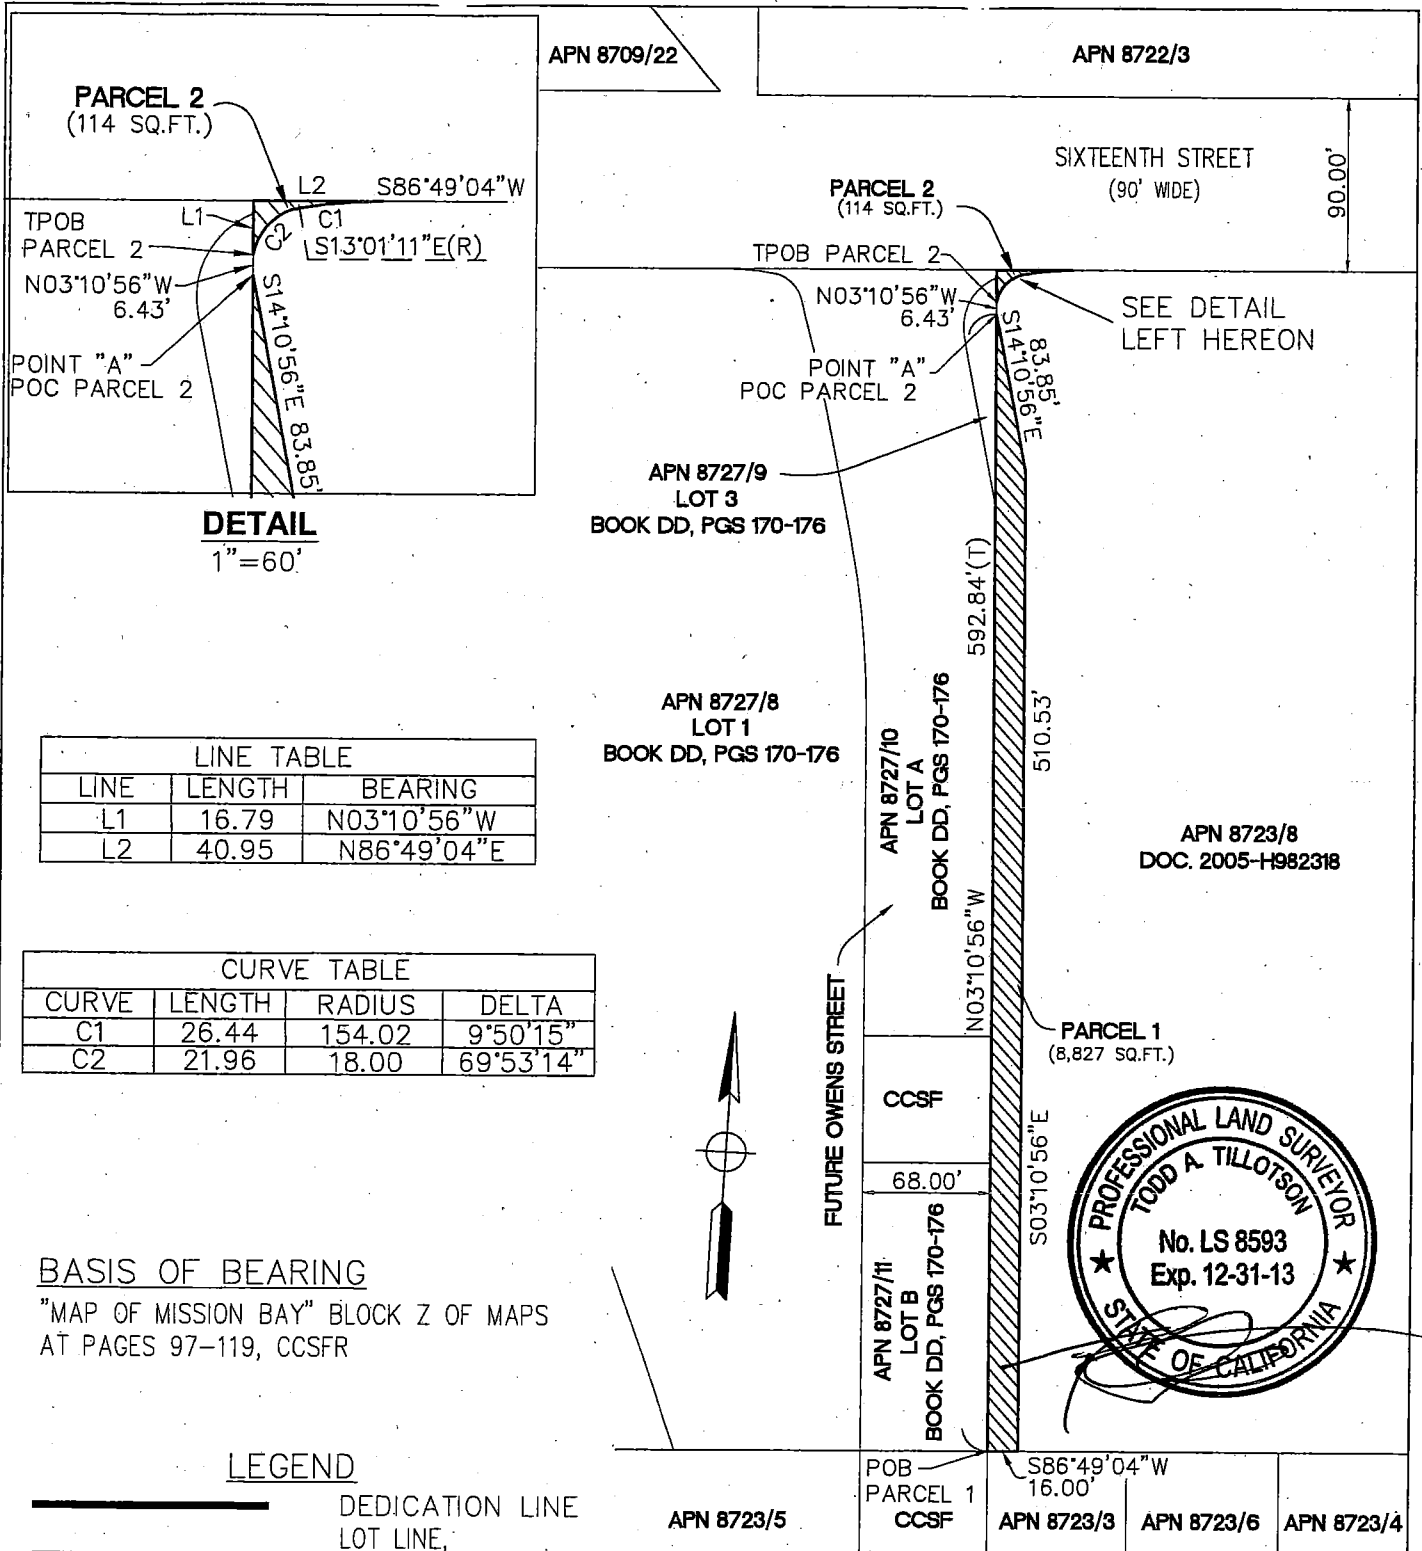 APN 8709/22
APN 8722/3
PARCEL 2
(114 SQ.FT.)
L2
S86°49'04"W
L1
C1
C2
TPOB
PARCEL 2
S13°01'11"E(R)
N03°10'56"W
6.43'
S14°10'56"E 83.85'
POINT "A"
POC PARCEL 2
DETAIL
1"=60'
SIXTEENTH STREET
(90' WIDE)
90.00'
PARCEL 2
(114 SQ.FT.)
TPOB PARCEL 2
N03°10'56"W
6.43'
SEE DETAIL
LEFT HEREON
POINT "A"
POC PARCEL 2
83.85'
S14°10'56"E
APN 8727/9
LOT 3
BOOK DD, PGS 170-176
592.84'(T)
APN 8727/8
LOT 1
BOOK DD, PGS 170-176
APN 8727/10
LOT A
BOOK DD, PGS 170-176
510.53'
LINE TABLE
LINE LENGTH BEARING
L1 16.79 N03°10'56"W
L2 40.95 N86°49'04"E
APN 8723/8
DOC. 2005-H982318
CURVE TABLE
CURVE LENGTH RADIUS DELTA
C1 26.44 154.02 9°50'15"
C2 21.96 18.00 69°53'14"
N03°10'56"W
FUTURE OWENS STREET
PARCEL 1
(8,827 SQ.FT.)
CCSF
68.00'
S03°10'56"E
APN 8727/11
LOT B
BOOK DD, PGS 170-176
PROFESSIONAL LAND SURVEYOR
TODD A. TILLOTSON
No. LS 8593
Exp. 12-31-13
STATE OF CALIFORNIA
BASIS OF BEARING
"MAP OF MISSION BAY" BLOCK Z OF MAPS
AT PAGES 97-119, CCSFR
LEGEND
DEDICATION LINE
LOT LINE,
POB
PARCEL 1
S86°49'04"W
16.00'
APN 8723/5
CCSF
APN 8723/3
APN 8723/6
APN 8723/4